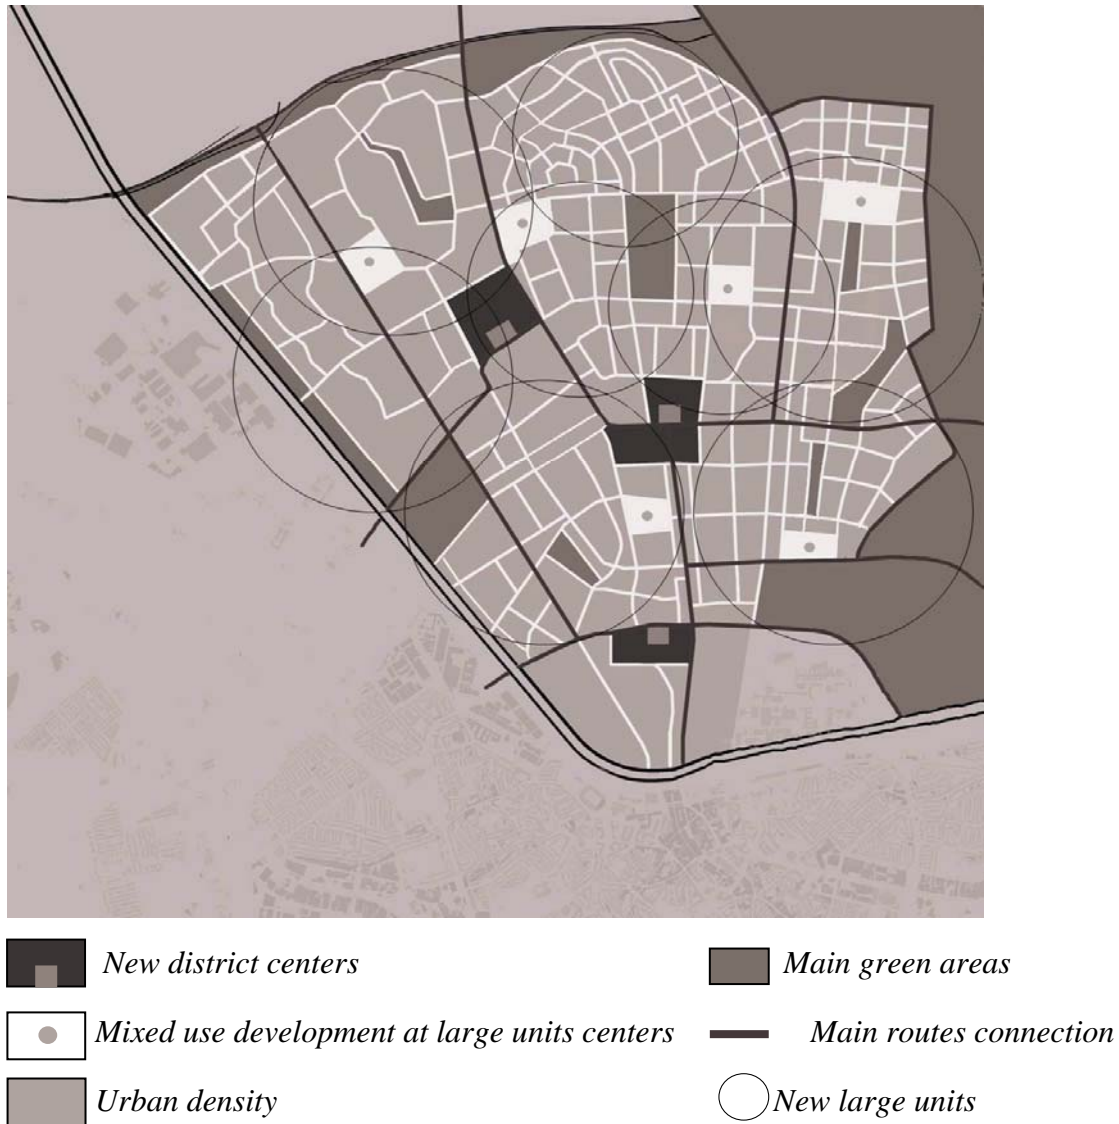 New district centers
Main green areas
Mixed use development at large units centers
Main routes connection
Urban density
New large units